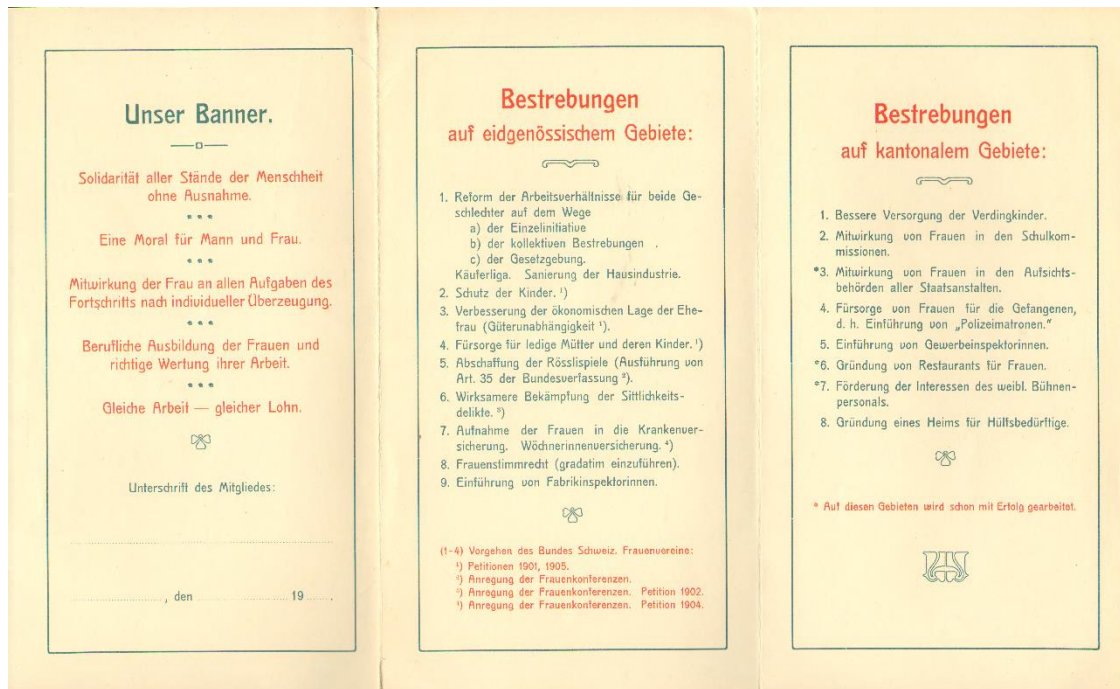 Unser Banner.
Solidarität aller Stände der Menschheit
ohne Ausnahme.
Eine Moral für Mann und Frau.
Mitwirkung der Frau an allen Aufgaben des
Fortschritts nach individueller Überzeugung.
Berufliche Ausbildung der Frauen und
richtige Wertung ihrer Arbeit.
Gleiche Arbeit — gleicher Lohn.
Unterschrift des Mitgliedes:
, den 19
Bestrebungen
auf eidgenössischem Gebiete:
1. Reform der Arbeitsverhältnisse für beide Ge-
schlechter auf dem Wege
a) der Einzelinitiative
b) der kollektiven Bestrebungen .
c) der Gesetzgebung.
Käuferliga. Sanierung der Hausindustrie.
2. Schutz der Kinder. ¹)
3. Verbesserung der ökonomischen Lage der Ehe-
frau (Güterunabhängigkeit ¹).
4. Fürsorge für ledige Mütter und deren Kinder. ¹)
5. Abschaffung der Rösslispiele (Ausführung von
Art. 35 der Bundesverfassung ²).
6. Wirksamere Bekämpfung der Sittlichkeits-
delikte. ³)
7. Aufnahme der Frauen in die Krankenver-
sicherung. Wöchnerinnenversicherung. ⁴)
8. Frauenstimmrecht (gradatim einzuführen).
9. Einführung von Fabrikinspektorinnen.
(1-4) Vorgehen des Bundes Schweiz. Frauenvereine:
¹) Petitionen 1901, 1905.
²) Anregung der Frauenkonferenzen.
³) Anregung der Frauenkonferenzen. Petition 1902.
⁴) Anregung der Frauenkonferenzen. Petition 1904.
Bestrebungen
auf kantonalem Gebiete:
1. Bessere Versorgung der Verdingkinder.
2. Mitwirkung von Frauen in den Schulkom-
missionen.
*3. Mitwirkung von Frauen in den Aufsichts-
behörden aller Staatsanstalten.
4. Fürsorge von Frauen für die Gefangenen,
d. h. Einführung von „Polizeimatronen."
5. Einführung von Gewerbeinspektorinnen.
*6. Gründung von Restaurants für Frauen.
*7. Förderung der Interessen des weibl. Bühnen-
personals.
8. Gründung eines Heims für Hülfsbedürftige.
* Auf diesen Gebieten wird schon mit Erfolg gearbeitet.